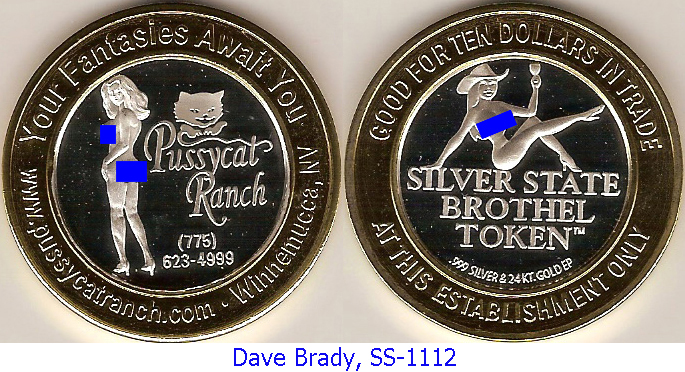 Your Fantasies Await You
Pussycat
Ranch
(775)
623-4999
www.pussycatranch.com • Winnemucca, NV
GOOD FOR TEN DOLLARS IN TRADE
SILVER STATE
BROTHEL
TOKEN™
.999 SILVER & 24 KT. GOLD EP
AT THIS ESTABLISHMENT ONLY
Dave Brady, SS-1112